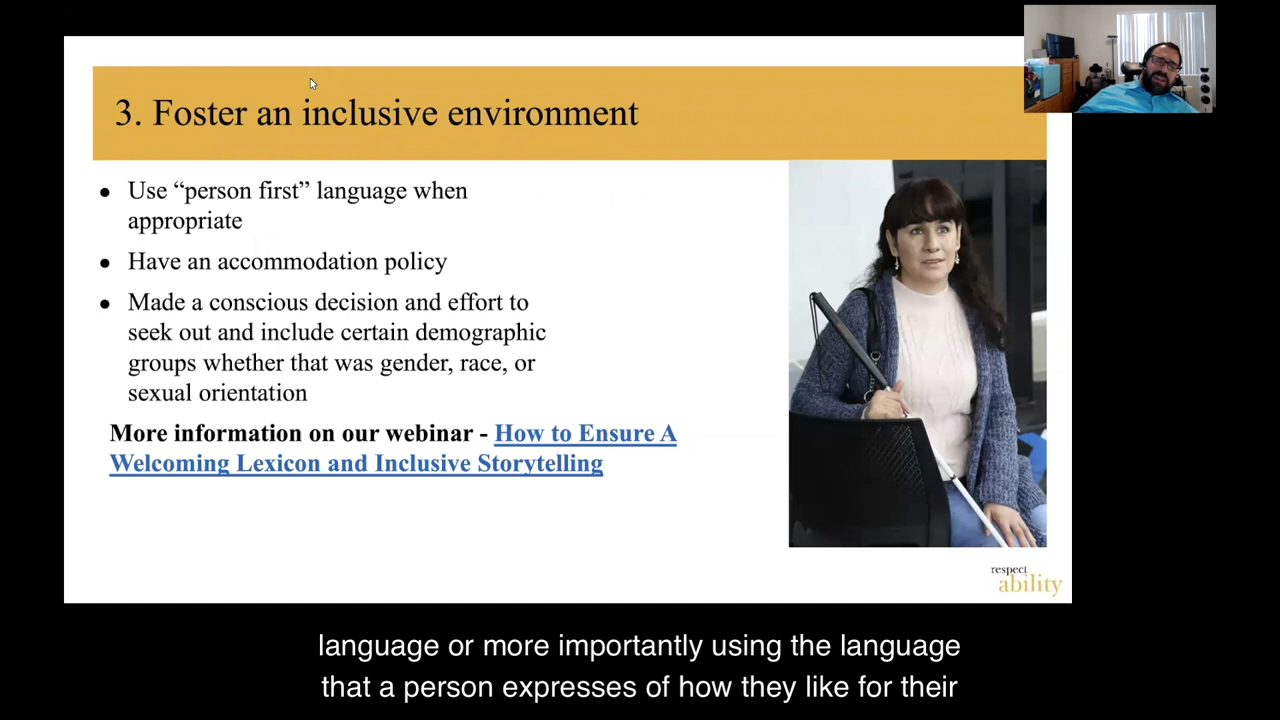 3. Foster an inclusive environment
• Use “person first” language when
appropriate
• Have an accommodation policy
• Made a conscious decision and effort to
seek out and include certain demographic
groups whether that was gender, race, or
sexual orientation
More information on our webinar - How to Ensure A
Welcoming Lexicon and Inclusive Storytelling
respect
ability
language or more importantly using the language
that a person expresses of how they like for their